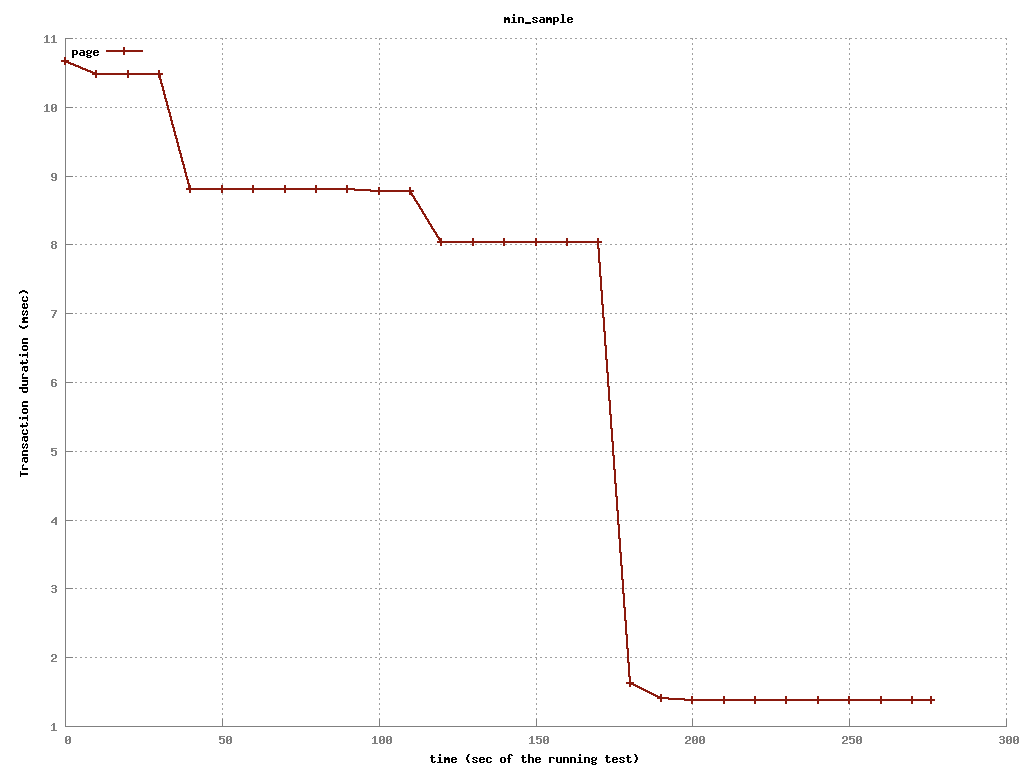 min_sample
page
11
10
9
8
7
6
5
4
3
2
1
Transaction duration (msec)
0 50 100 150 200 250 300
time (sec of the running test)